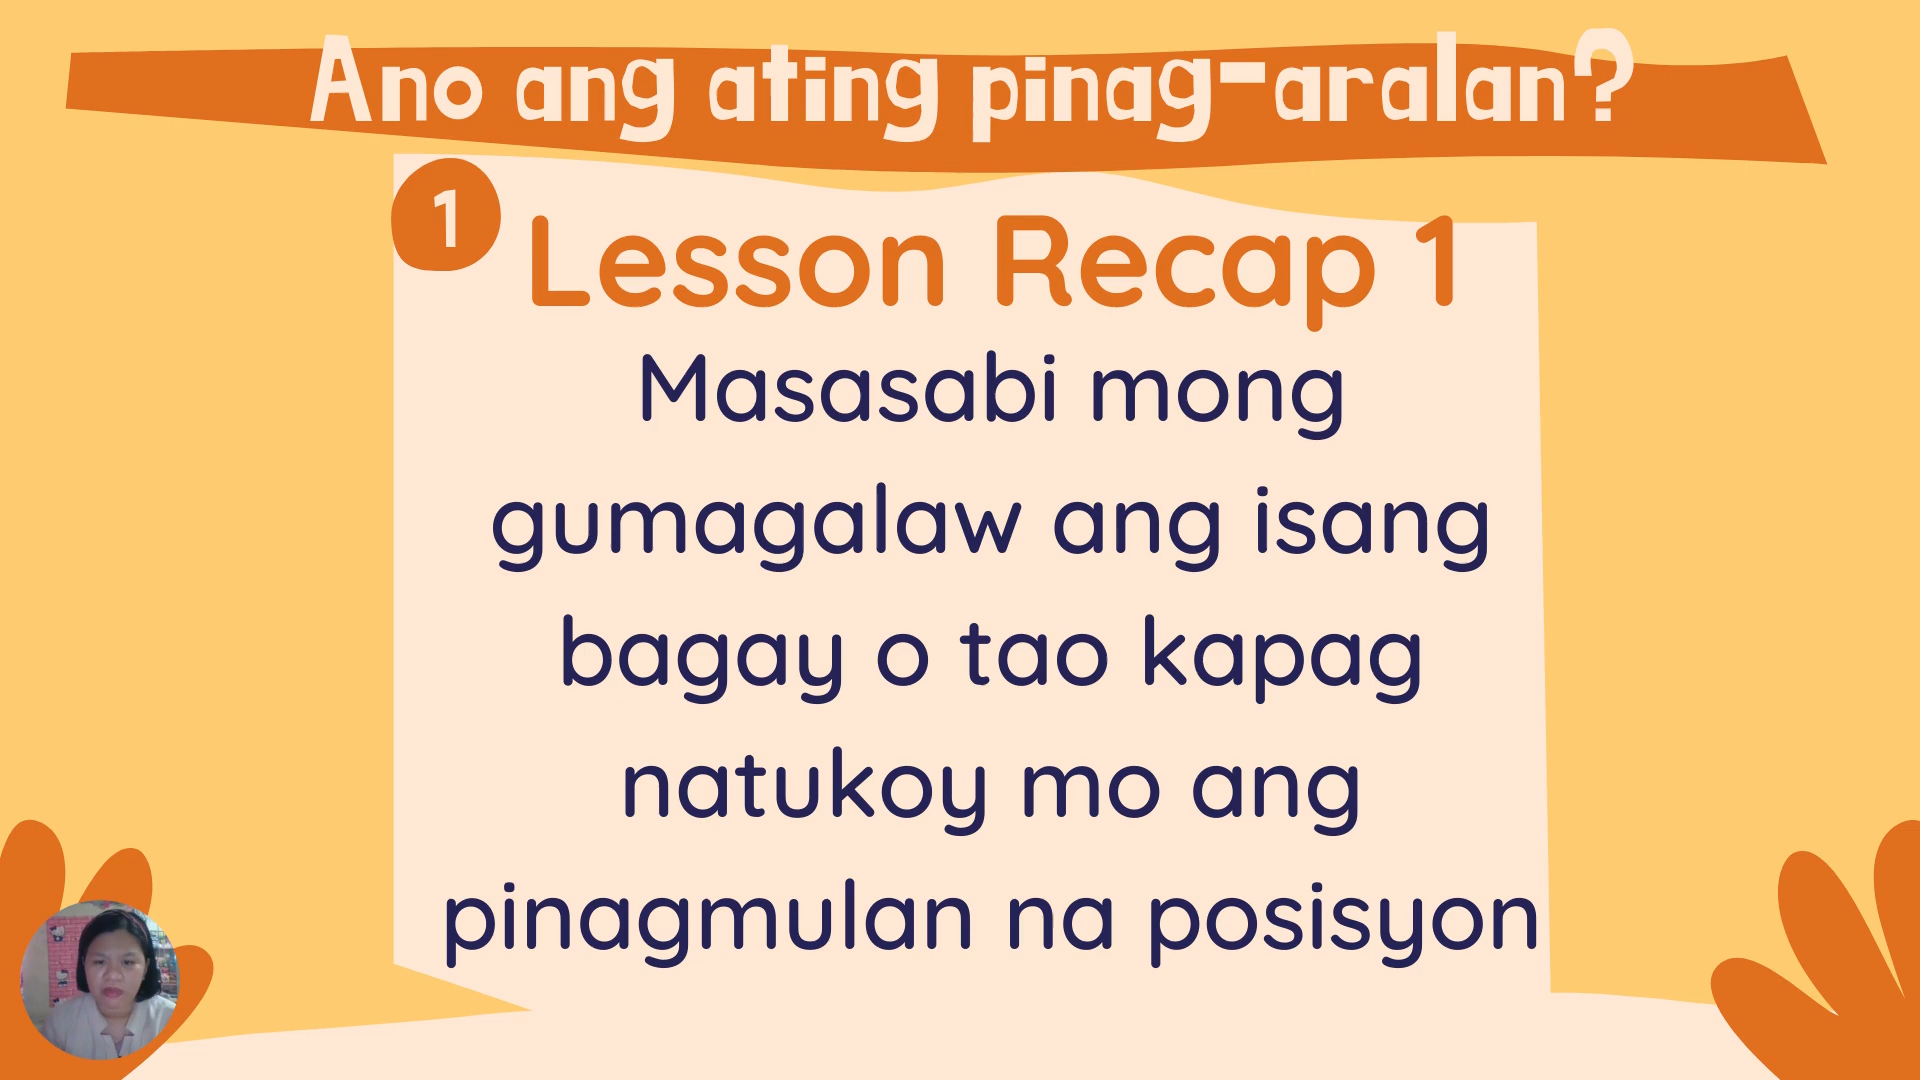 Ano ang ating pinag-aralan?
1
Lesson Recap 1
Masasabi mong
gumagalaw ang isang
bagay o tao kapag
natukoy mo ang
pinagmulan na posisyon